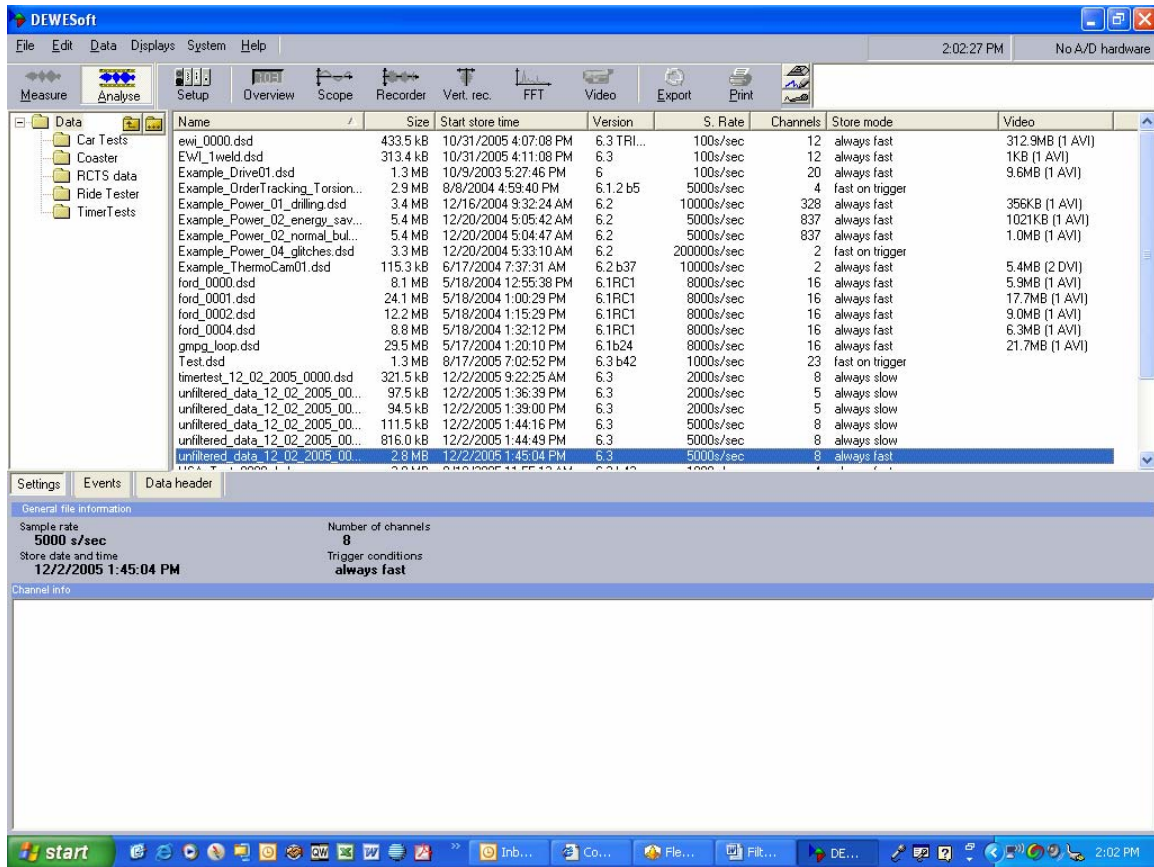 DEWESoft
File Edit Data Displays System Help 2:02:27 PM No A/D hardware
Measure Analyse Setup Overview Scope Recorder Vert. rec. FFT Video Export Print
Data
Car Tests
Coaster
RCTS data
Ride Tester
TimerTests
Name Size Start store time Version S. Rate Channels Store mode Video
ewi_0000.dsd 433.5 kB 10/31/2005 4:07:08 PM 6.3 TRI... 100s/sec 12 always fast 312.9MB (1 AVI)
EWI_1weld.dsd 313.4 kB 10/31/2005 4:11:08 PM 6.3 100s/sec 12 always fast 1KB (1 AVI)
Example_Drive01.dsd 1.3 MB 10/9/2003 5:27:46 PM 6 100s/sec 20 always fast 9.6MB (1 AVI)
Example_OrderTracking_Torsion... 2.9 MB 8/8/2004 4:59:40 PM 6.1.2 b5 5000s/sec 4 fast on trigger
Example_Power_01_drilling.dsd 3.4 MB 12/16/2004 9:32:24 AM 6.2 10000s/sec 328 always fast 356KB (1 AVI)
Example_Power_02_energy_sav... 5.4 MB 12/20/2004 5:05:42 AM 6.2 5000s/sec 837 always fast 1021KB (1 AVI)
Example_Power_02_normal_bul... 5.4 MB 12/20/2004 5:04:47 AM 6.2 5000s/sec 837 always fast 1.0MB (1 AVI)
Example_Power_04_glitches.dsd 3.3 MB 12/20/2004 5:33:10 AM 6.2 200000s/sec 2 fast on trigger
Example_ThermoCam01.dsd 115.3 kB 6/17/2004 7:37:31 AM 6.2 b37 10000s/sec 2 always fast 5.4MB (2 DVI)
ford_0000.dsd 8.1 MB 5/18/2004 12:55:38 PM 6.1RC1 8000s/sec 16 always fast 5.9MB (1 AVI)
ford_0001.dsd 24.1 MB 5/18/2004 1:00:29 PM 6.1RC1 8000s/sec 16 always fast 17.7MB (1 AVI)
ford_0002.dsd 12.2 MB 5/18/2004 1:15:29 PM 6.1RC1 8000s/sec 16 always fast 9.0MB (1 AVI)
ford_0004.dsd 8.8 MB 5/18/2004 1:32:12 PM 6.1RC1 8000s/sec 16 always fast 6.3MB (1 AVI)
gmpg_loop.dsd 29.5 MB 5/17/2004 1:20:10 PM 6.1b24 8000s/sec 16 always fast 21.7MB (1 AVI)
Test.dsd 1.3 MB 8/17/2005 7:02:52 PM 6.3 b42 1000s/sec 23 fast on trigger
timertest_12_02_2005_0000.dsd 321.5 kB 12/2/2005 9:22:25 AM 6.3 2000s/sec 8 always slow
unfiltered_data_12_02_2005_00... 97.5 kB 12/2/2005 1:36:39 PM 6.3 2000s/sec 5 always slow
unfiltered_data_12_02_2005_00... 94.5 kB 12/2/2005 1:39:00 PM 6.3 2000s/sec 5 always slow
unfiltered_data_12_02_2005_00... 111.5 kB 12/2/2005 1:44:16 PM 6.3 5000s/sec 8 always slow
unfiltered_data_12_02_2005_00... 816.0 kB 12/2/2005 1:44:49 PM 6.3 5000s/sec 8 always slow
unfiltered_data_12_02_2005_00... 2.8 MB 12/2/2005 1:45:04 PM 6.3 5000s/sec 8 always fast
Settings Events Data header
General file information
Sample rate Number of channels
5000 s/sec 8
Store date and time Trigger conditions
12/2/2005 1:45:04 PM always fast
Channel info
start Inb... Co... Fle... Filt... DE... 2:02 PM